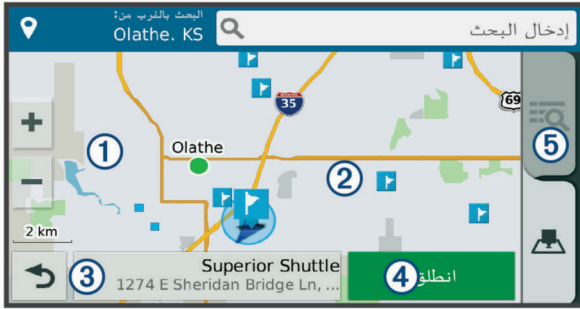 البحث بالقرب من:
Olathe. KS
إدخال البحث
69
35
5
1
Olathe
2
+
-
2 km
3
Superior Shuttle
1274 E Sheridan Bridge Ln, ...
4
انطلق